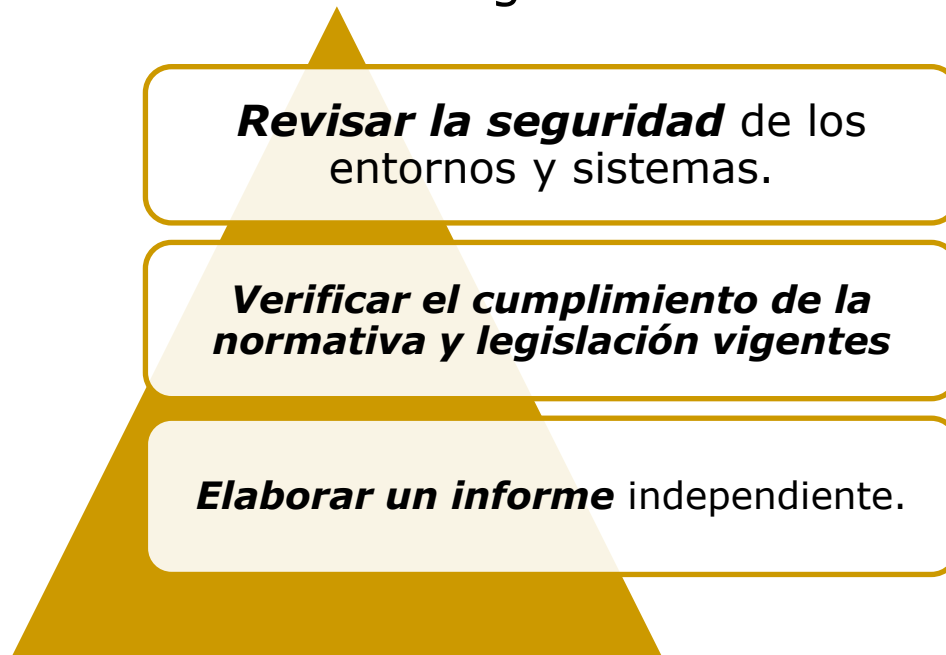 Revisar la seguridad de los
entornos y sistemas.
Verificar el cumplimiento de la
normativa y legislación vigentes
Elaborar un informe independiente.